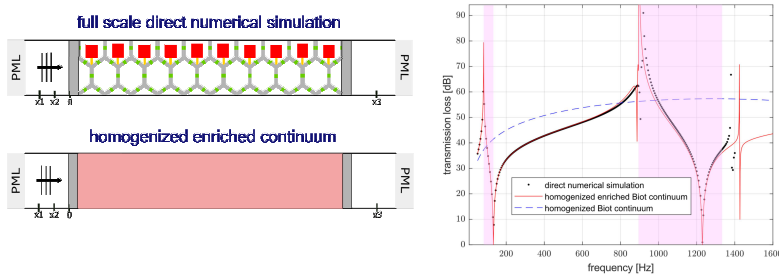 full scale direct numerical simulation
PML
PML
x1 x2 0 x3
homogenized enriched continuum
PML
PML
x1 x2 0 x3
transmission loss [dB]
90
80
70
60
50
40
30
20
10
0
direct numerical simulation
homogenized enriched Biot continuum
homogenized Biot continuum
200 400 600 800 1000 1200 1400 1600
frequency [Hz]